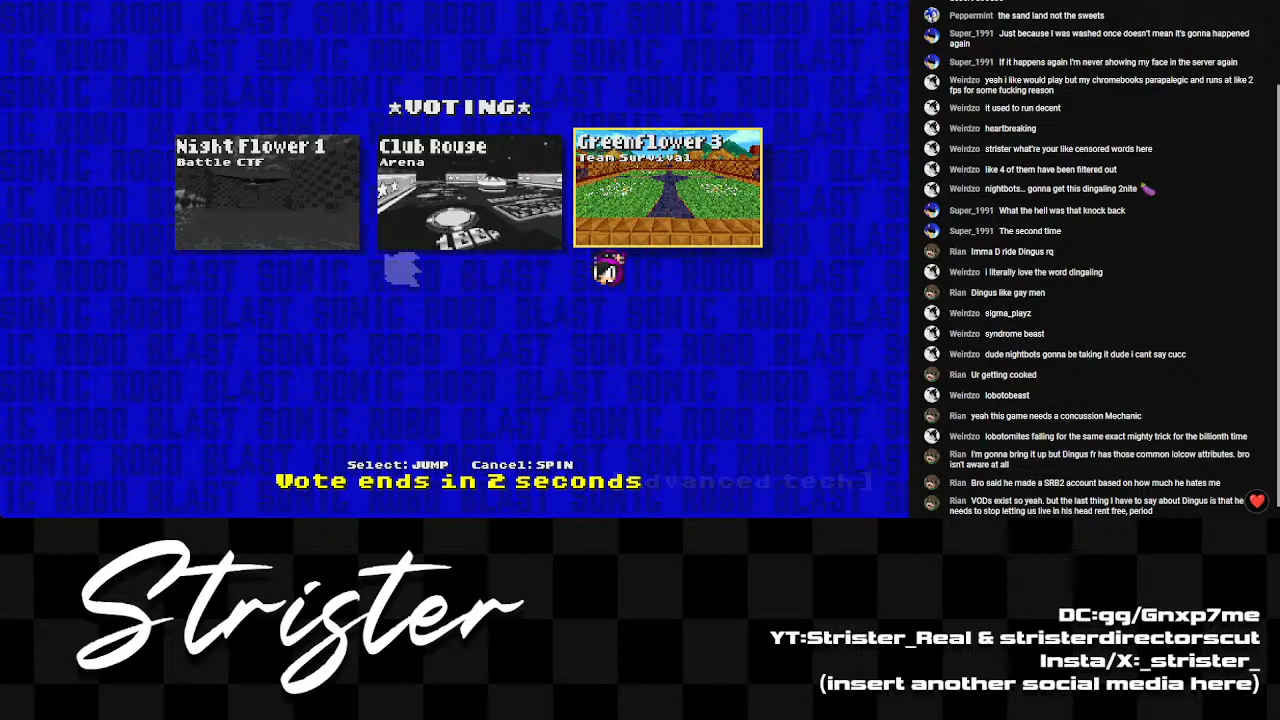 ★VOTING★
Night Flower 1
Battle CTF
Club Rouge
Arena
GreenFlower 3
Team Survival
Select:JUMP Cancel:SPIN
Vote ends in 2 seconds
dvanced tech]
Peppermint the sand land not the sweets
Super_1991 Just because I was washed once doesn't mean it's gonna happened
again
Super_1991 If it happens again I'm never showing my face in the server again
Weirdzo yeah i like would play but my chromebooks parapalegic and runs at like 2
fps for some fucking reason
Weirdzo it used to run decent
Weirdzo heartbreaking
Weirdzo strister what're your like censored words here
Weirdzo like 4 of them have been filtered out
Weirdzo nightbots.. gonna get this dingaling 2nite 🍆
Super_1991 What the hell was that knock back
Super_1991 The second time
Rian Imma D ride Dingus rq
Weirdzo i literally love the word dingaling
Rian Dingus like gay men
Weirdzo sigma_playz
Weirdzo syndrome beast
Weirdzo dude nightbots gonna be taking it dude i cant say cucc
Rian Ur getting cooked
Weirdzo lobotobeast
Rian yeah this game needs a concussion Mechanic
Weirdzo lobotomites falling for the same exact mighty trick for the billionth time
Rian I'm gonna bring it up but Dingus fr has those common lolcow attributes. bro
isn't aware at all
Rian Bro said he made a SRB2 account based on how much he hates me
Rian VODs exist so yeah. but the last thing I have to say about Dingus is that he
needs to stop letting us live in his head rent free, period
Strister
DC:gg/Gnxp7me
YT:Strister_Real & stristerdirectorscut
Insta/X:_strister_
(insert another social media here)